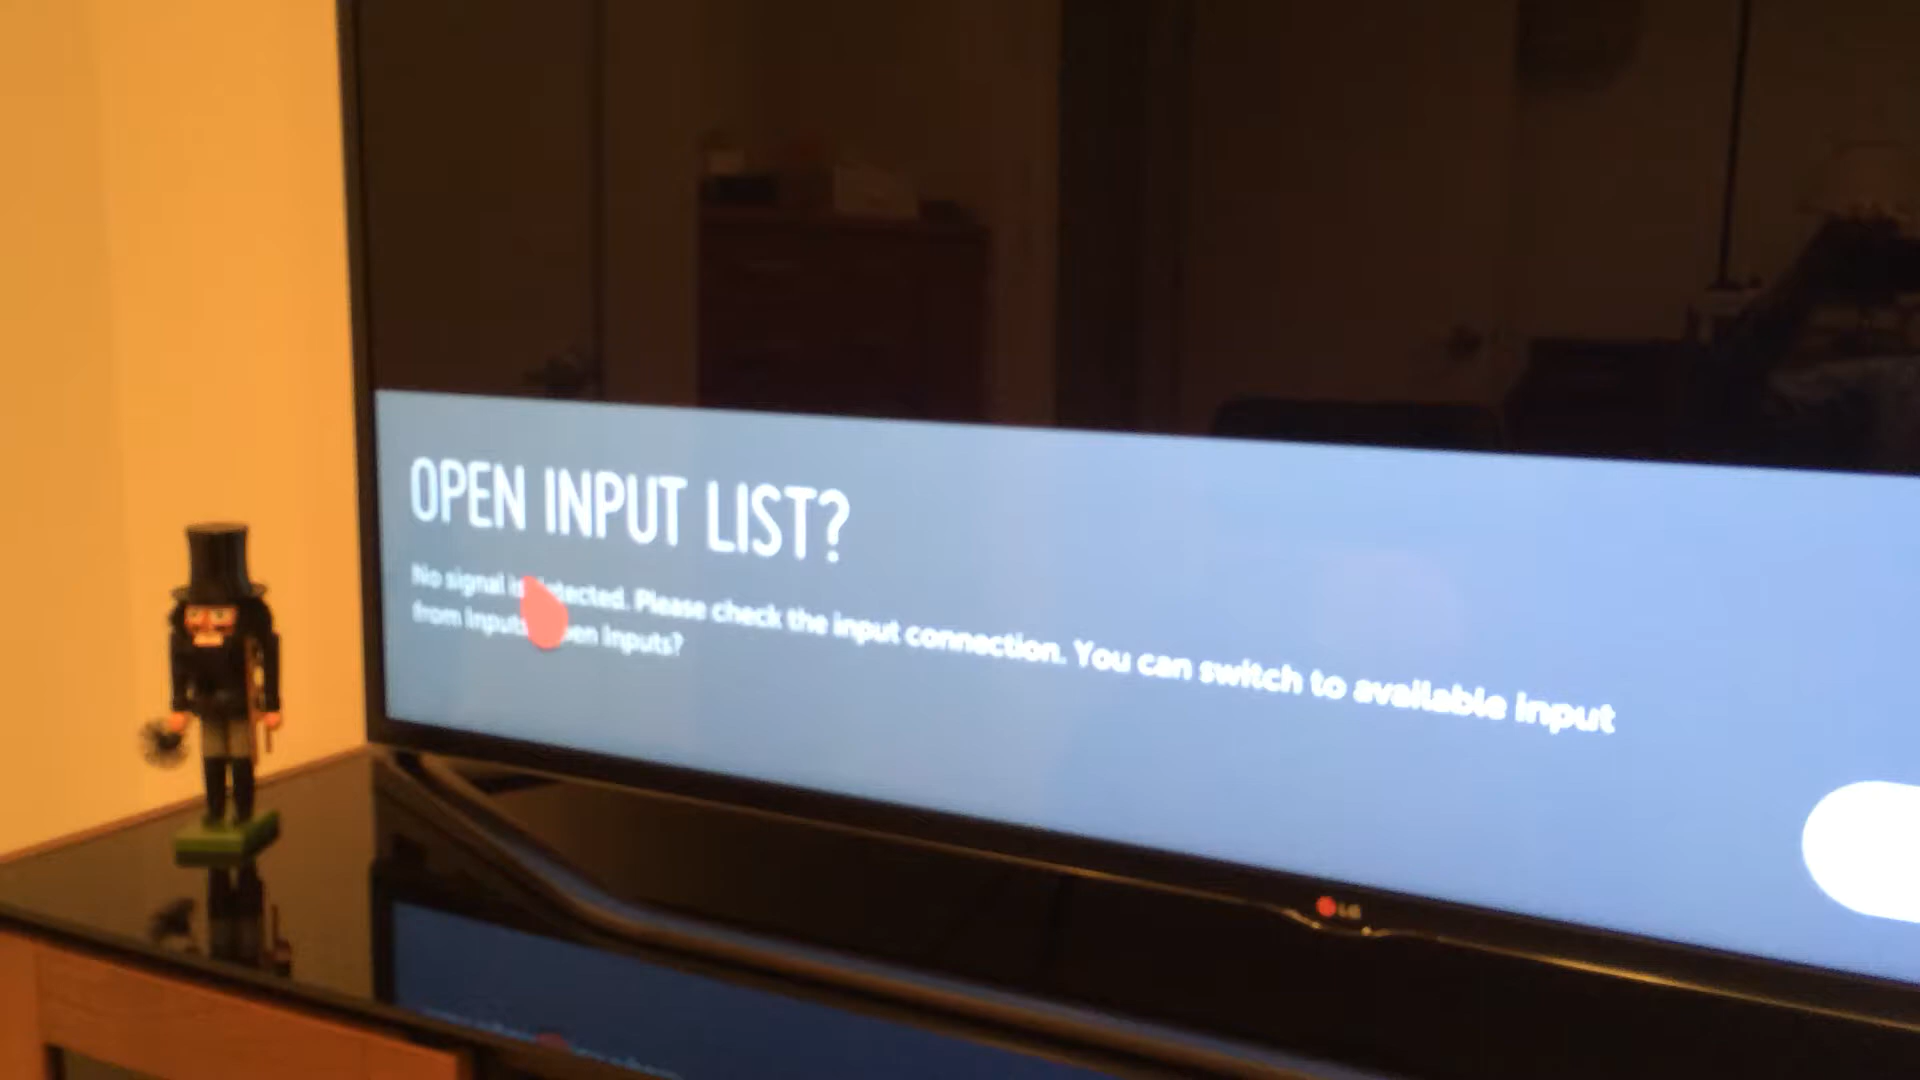 OPEN INPUT LIST?
No signal is detected. Please check the input connection. You can switch to available input
from Inputs. Open Inputs?
LG